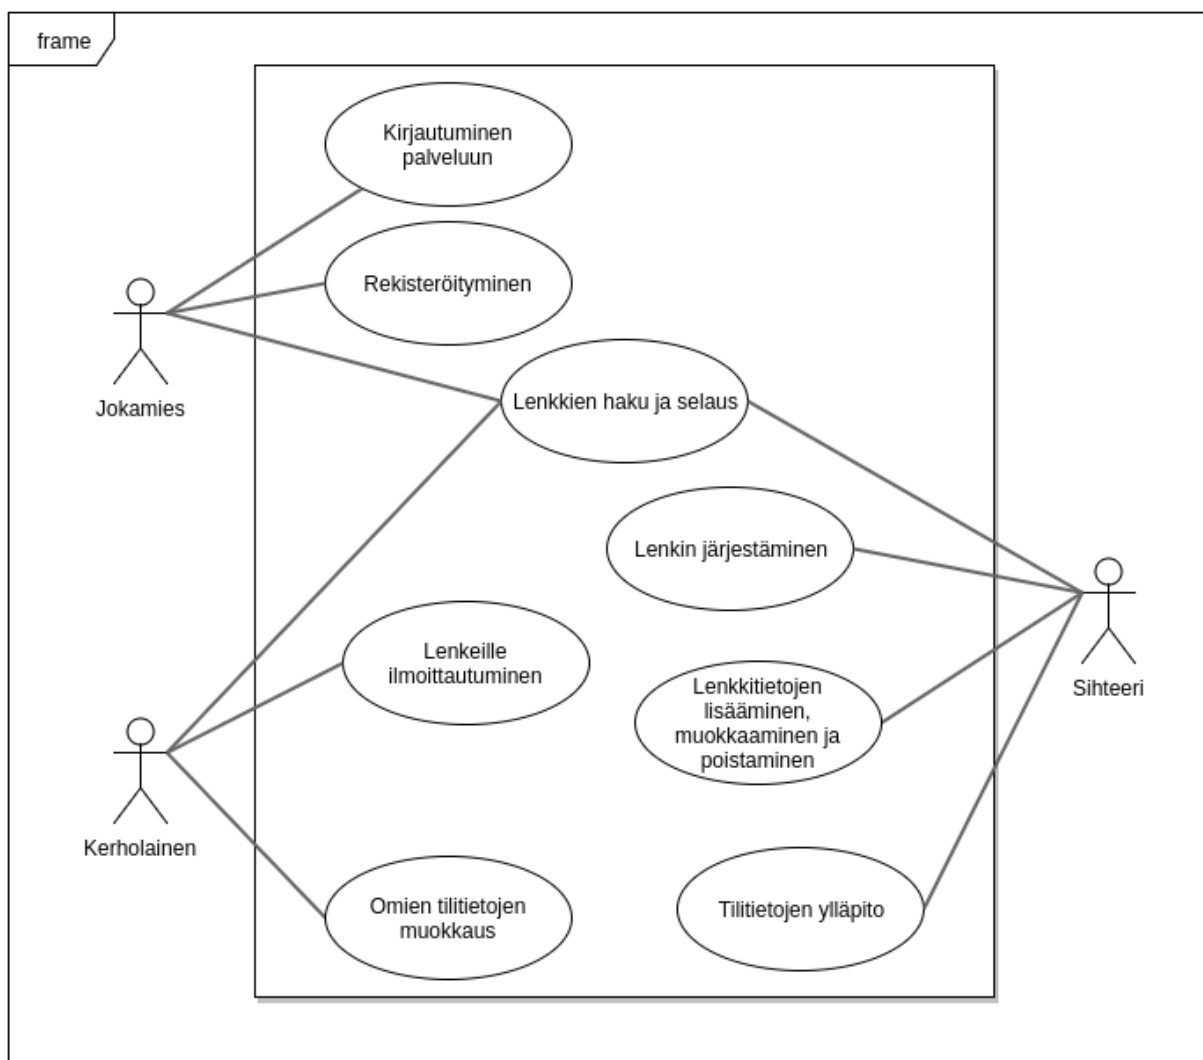 frame
Kirjautuminen
palveluun
Rekisteröityminen
Jokamies
Lenkkien haku ja selaus
Lenkin järjestäminen
Lenkeille
ilmoittautuminen
Lenkkitietojen
lisääminen,
muokkaaminen ja
poistaminen
Sihteeri
Kerholainen
Omien tilitietojen
muokkaus
Tilitietojen ylläpito